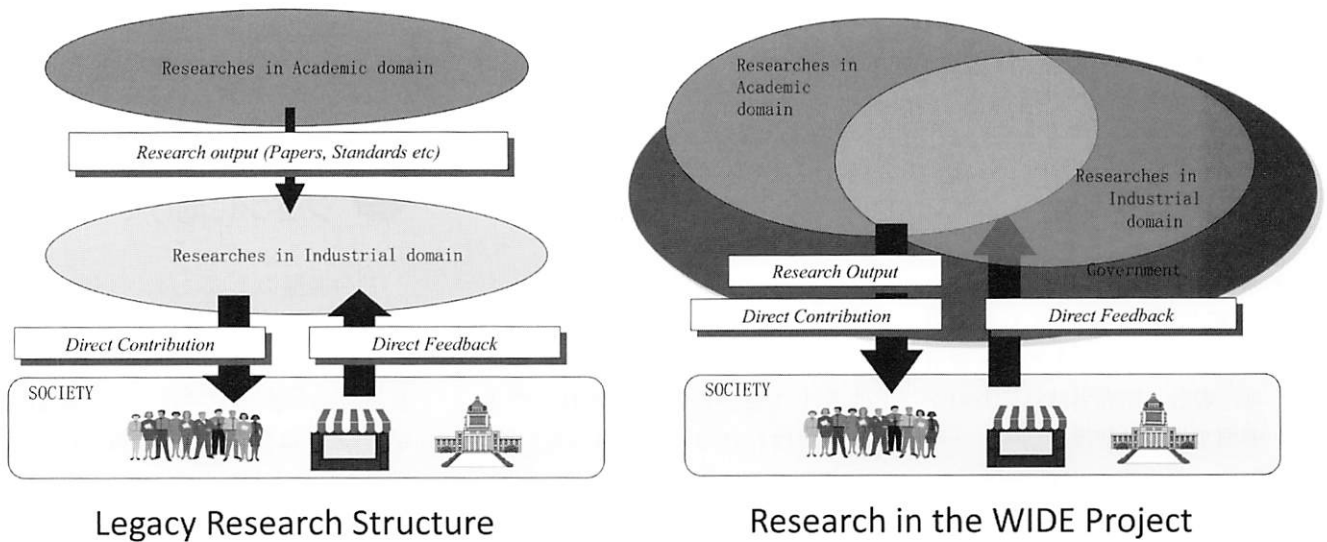 Researches in Academic domain
Research output (Papers, Standards etc)
Researches in Industrial domain
Direct Contribution
Direct Feedback
SOCIETY
Legacy Research Structure
Researches in
Academic
domain
Researches in
Industrial
domain
Government
Research Output
Direct Contribution
Direct Feedback
SOCIETY
Research in the WIDE Project